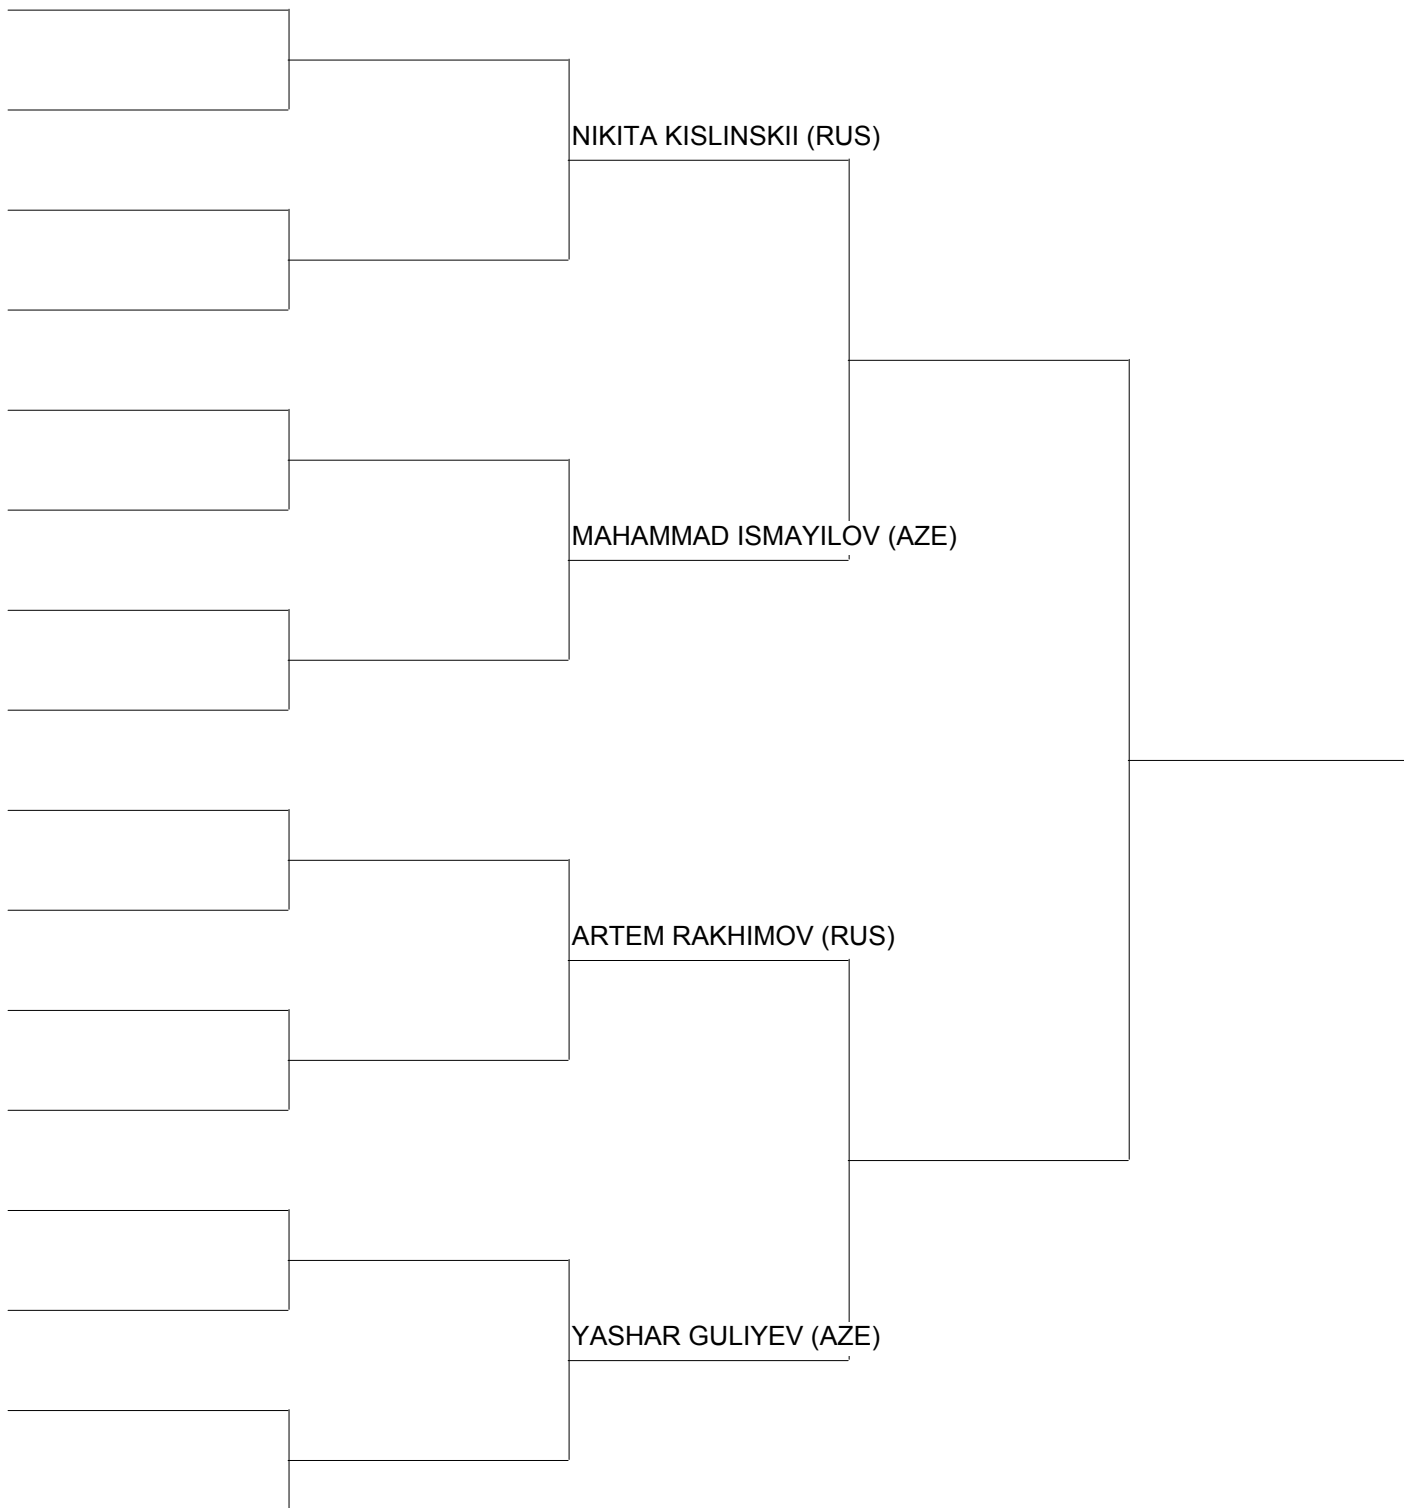 NIKITA KISLINSKII (RUS)
MAHAMMAD ISMAYILOV (AZE)
ARTEM RAKHIMOV (RUS)
YASHAR GULIYEV (AZE)